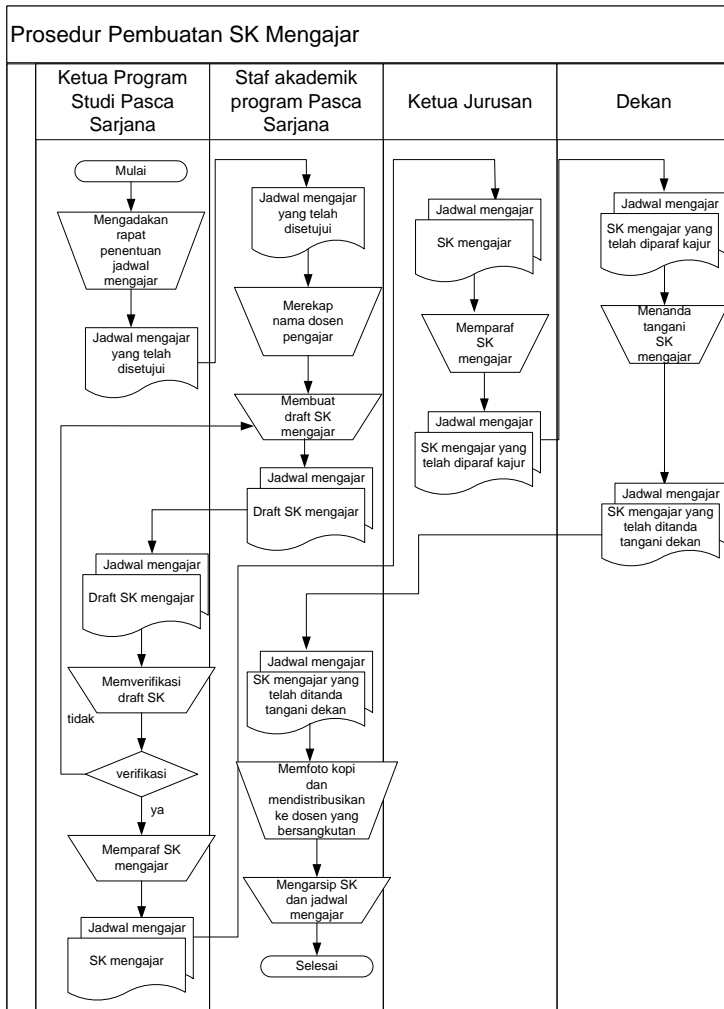 Prosedur Pembuatan SK Mengajar
Ketua Program
Studi Pasca
Sarjana
Staf akademik
program Pasca
Sarjana
Ketua Jurusan
Dekan
Mulai
Mengadakan
rapat
penentuan
jadwal
mengajar
Jadwal mengajar
yang telah
disetujui
Jadwal mengajar
Draft SK mengajar
Memverifikasi
draft SK
tidak
verifikasi
ya
Memparaf SK
mengajar
Jadwal mengajar
SK mengajar
Jadwal mengajar
yang telah
disetujui
Merekap
nama dosen
pengajar
Membuat
draft SK
mengajar
Jadwal mengajar
Draft SK mengajar
Jadwal mengajar
SK mengajar yang
telah ditanda
tangani dekan
Memfoto kopi
dan
mendistribusikan
ke dosen yang
bersangkutan
Mengarsip SK
dan jadwal
mengajar
Selesai
Jadwal mengajar
SK mengajar
Memparaf
SK
mengajar
Jadwal mengajar
SK mengajar yang
telah diparaf kajur
Jadwal mengajar
SK mengajar yang
telah diparaf kajur
Menanda
tangani
SK
mengajar
Jadwal mengajar
SK mengajar yang
telah ditanda
tangani dekan